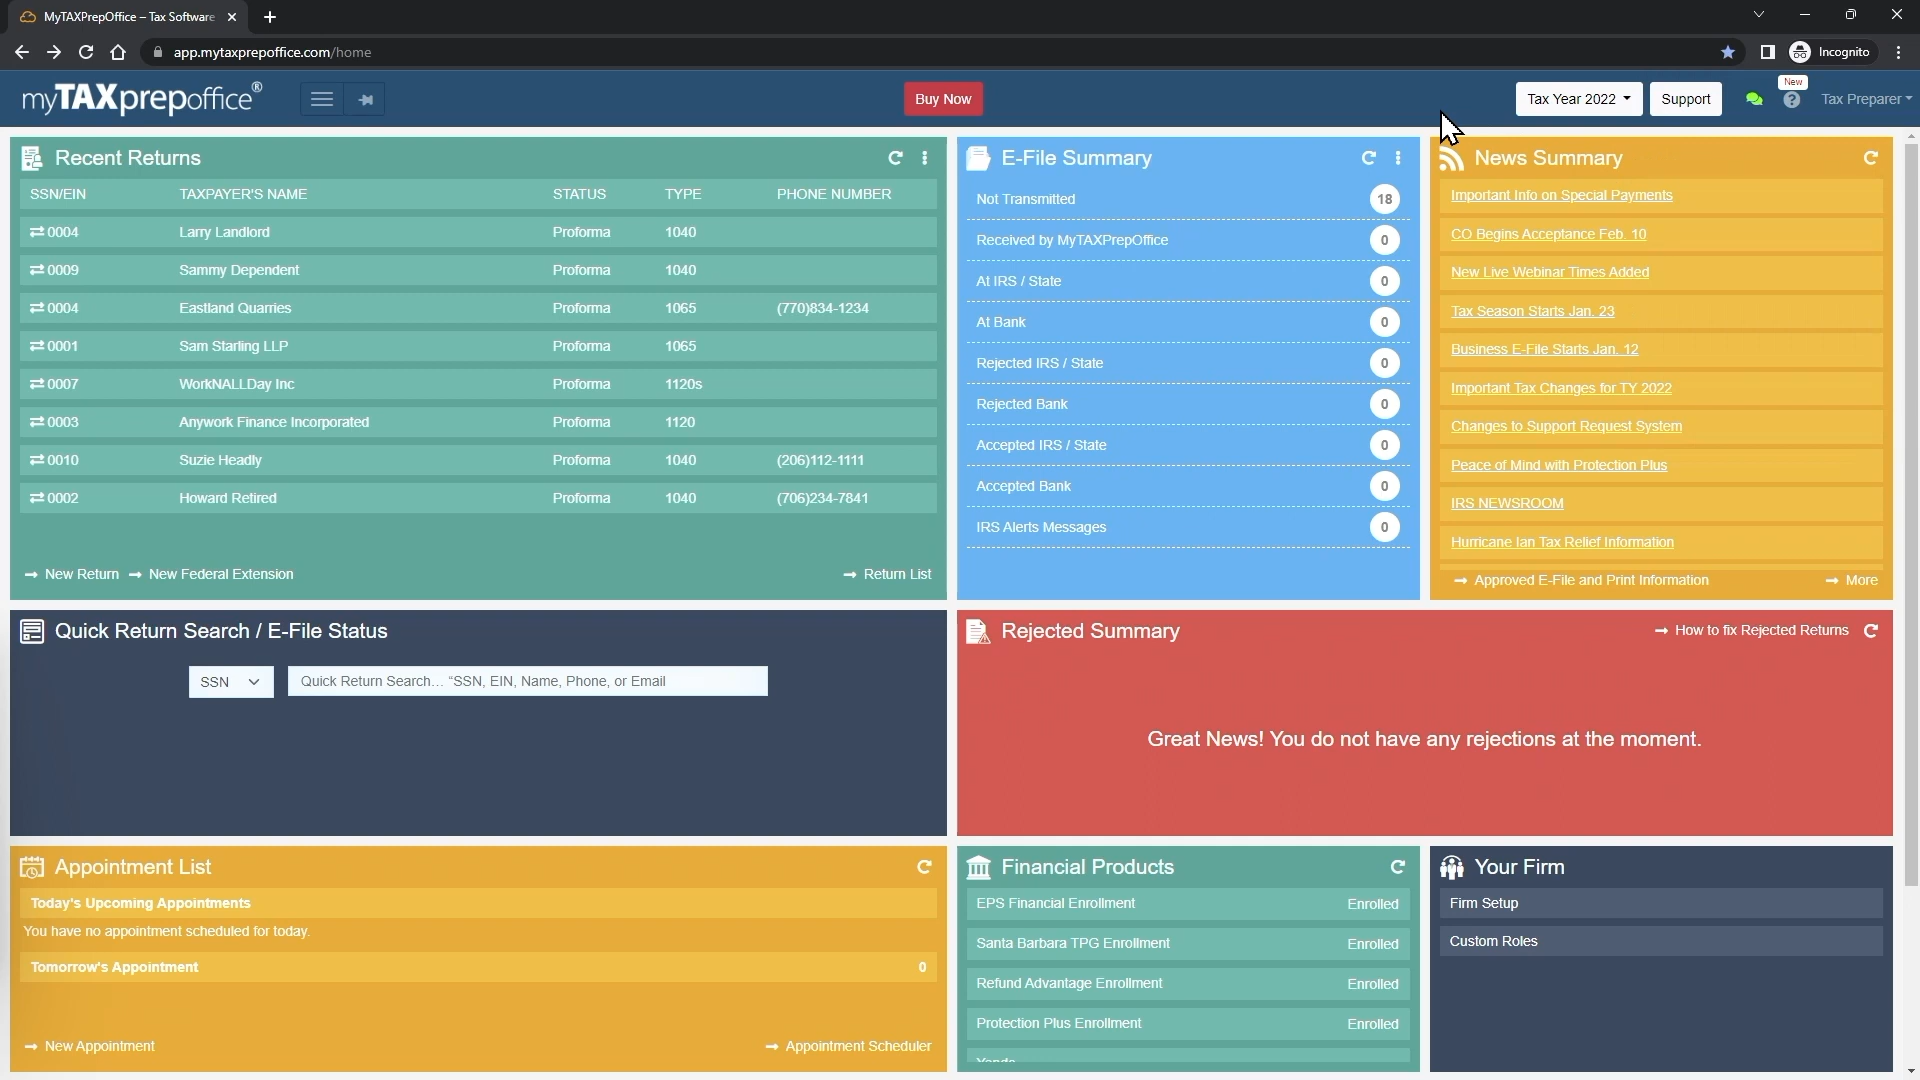 MyTAXPrepOffice – Tax Software
app.mytaxprepoffice.com/home
Incognito
myTAXprepoffice®
Buy Now
Tax Year 2022
Support
New
Tax Preparer
Recent Returns
SSN/EIN TAXPAYER'S NAME STATUS TYPE PHONE NUMBER
0004 Larry Landlord Proforma 1040
0009 Sammy Dependent Proforma 1040
0004 Eastland Quarries Proforma 1065 (770)834-1234
0001 Sam Starling LLP Proforma 1065
0007 WorkNALLDay Inc Proforma 1120s
0003 Anywork Finance Incorporated Proforma 1120
0010 Suzie Headly Proforma 1040 (206)112-1111
0002 Howard Retired Proforma 1040 (706)234-7841
→ New Return → New Federal Extension → Return List
E-File Summary
Not Transmitted 18
Received by MyTAXPrepOffice 0
At IRS / State 0
At Bank 0
Rejected IRS / State 0
Rejected Bank 0
Accepted IRS / State 0
Accepted Bank 0
IRS Alerts Messages 0
News Summary
Important Info on Special Payments
CO Begins Acceptance Feb. 10
New Live Webinar Times Added
Tax Season Starts Jan. 23
Business E-File Starts Jan. 12
Important Tax Changes for TY 2022
Changes to Support Request System
Peace of Mind with Protection Plus
IRS NEWSROOM
Hurricane Ian Tax Relief Information
→ Approved E-File and Print Information → More
Quick Return Search / E-File Status
SSN Quick Return Search... “SSN, EIN, Name, Phone, or Email
Rejected Summary → How to fix Rejected Returns
Great News! You do not have any rejections at the moment.
Appointment List
Today's Upcoming Appointments
You have no appointment scheduled for today.
Tomorrow's Appointment 0
→ New Appointment → Appointment Scheduler
Financial Products
EPS Financial Enrollment Enrolled
Santa Barbara TPG Enrollment Enrolled
Refund Advantage Enrollment Enrolled
Protection Plus Enrollment Enrolled
Your Firm
Firm Setup
Custom Roles